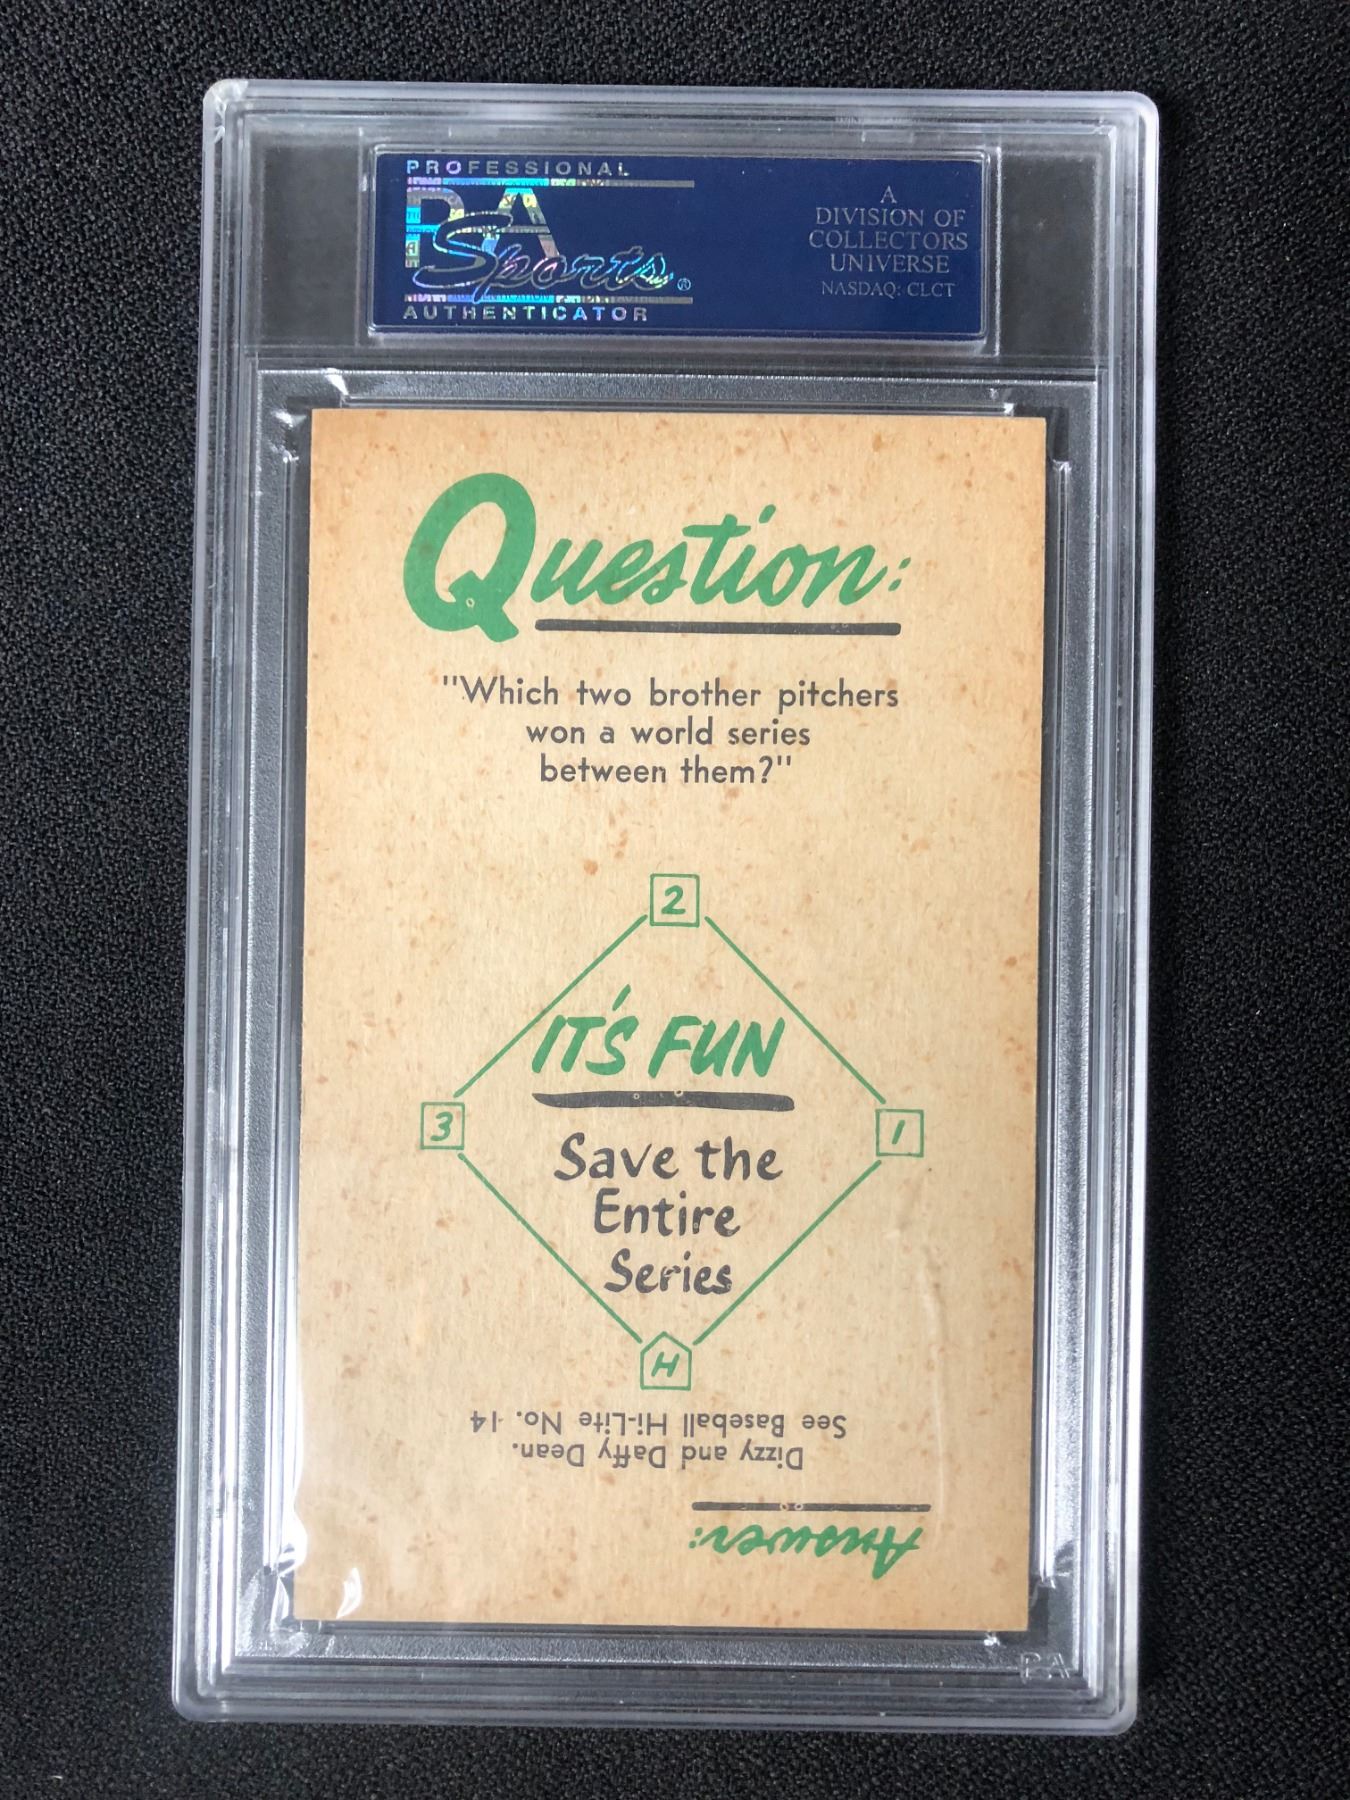 PROFESSIONAL
PSA
Sports®
AUTHENTICATOR
A
DIVISION OF
COLLECTORS
UNIVERSE
NASDAQ: CLCT
Question:
"Which two brother pitchers
won a world series
between them?"
2
IT'S FUN
3
1
Save the
Entire
Series
H
Answer:
Dizzy and Daffy Dean.
See Baseball Hi-Lite No. 14
PSA